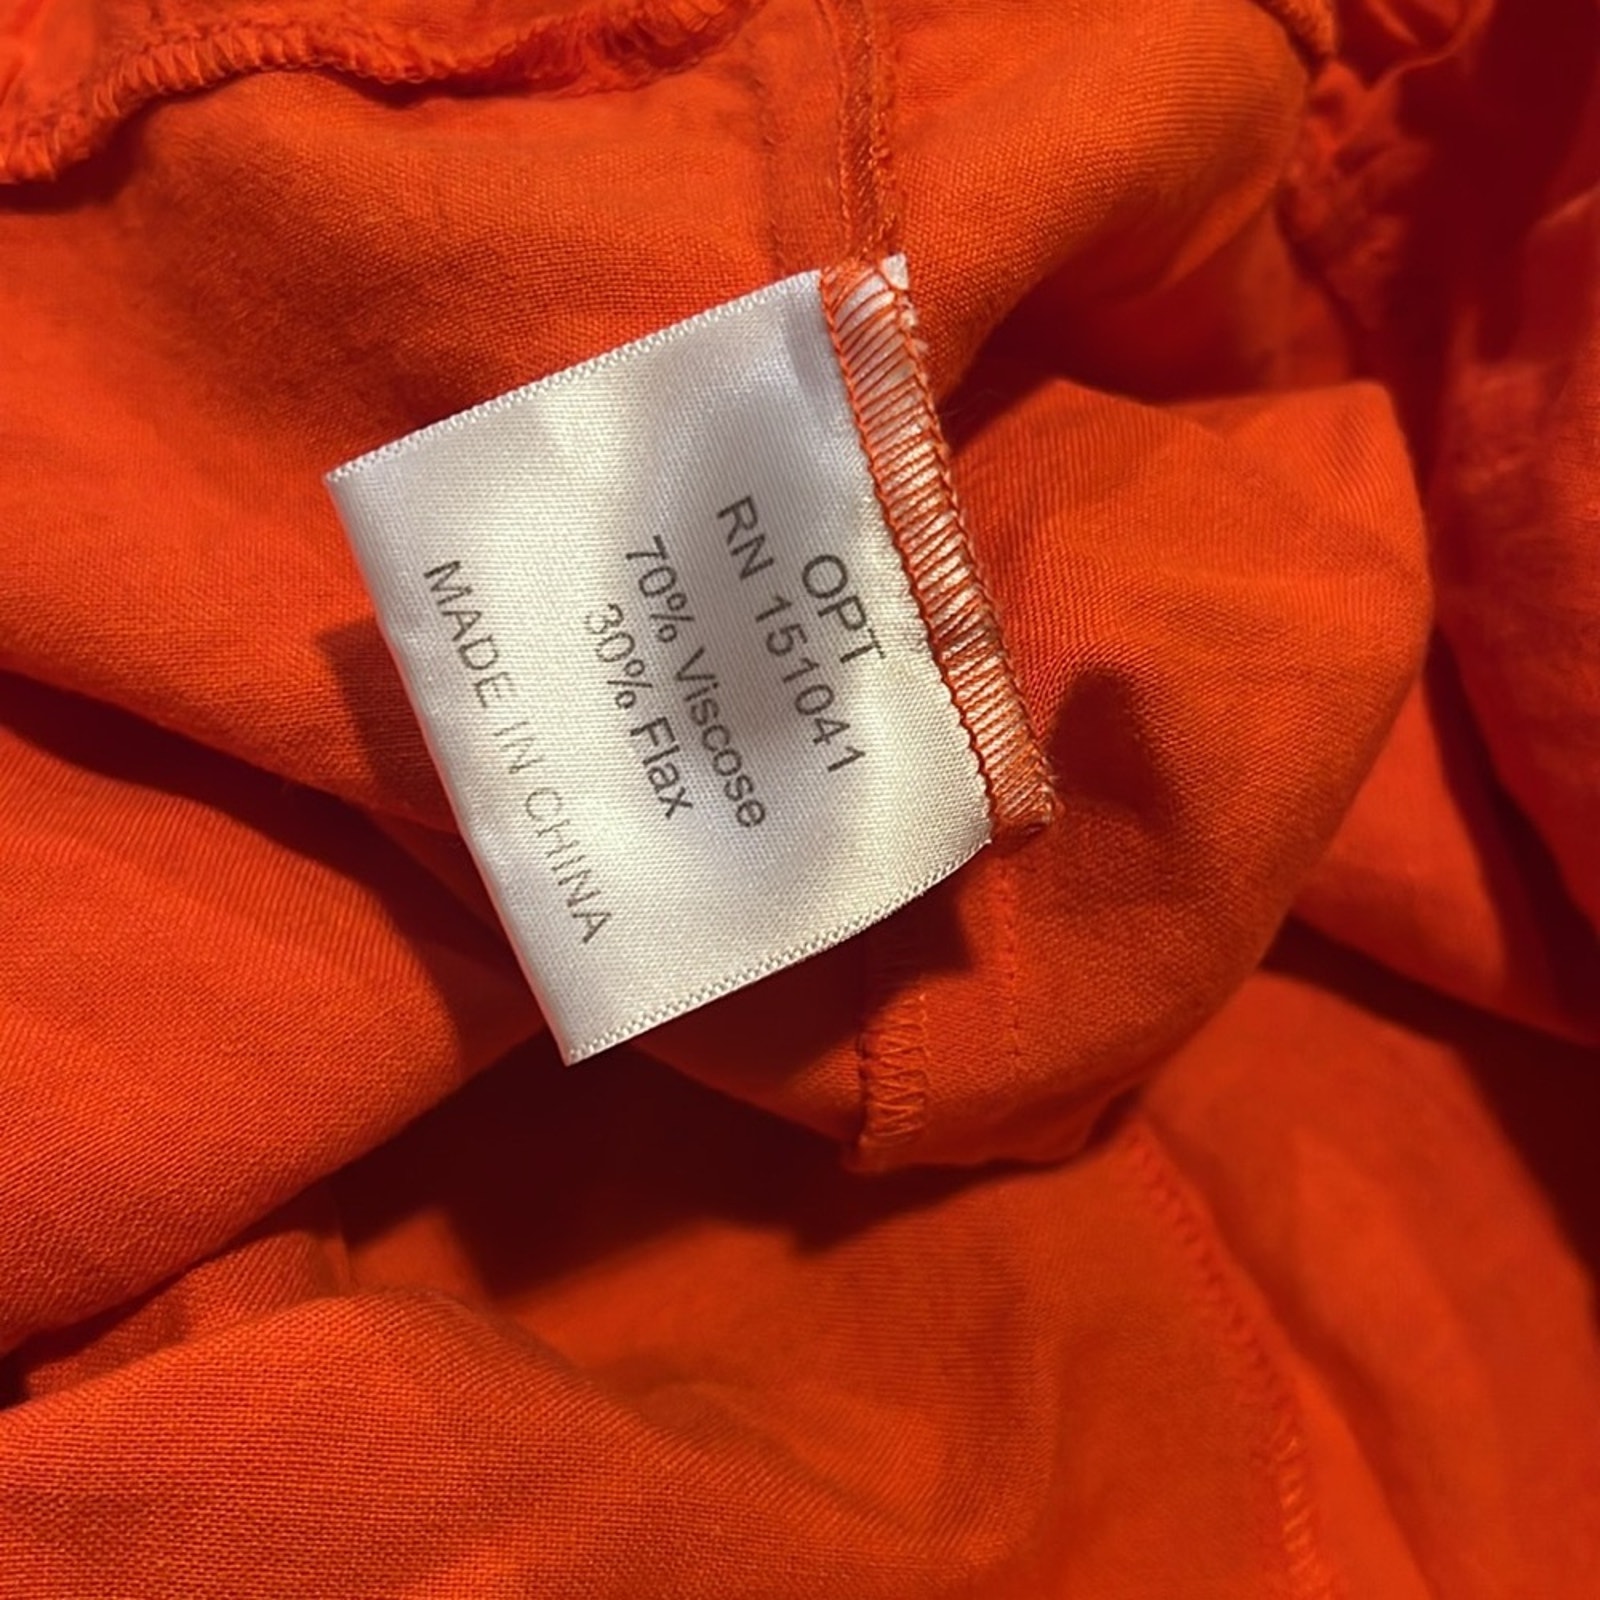 OPT
RN 151041
70% Viscose
30% Flax
MADE IN CHINA